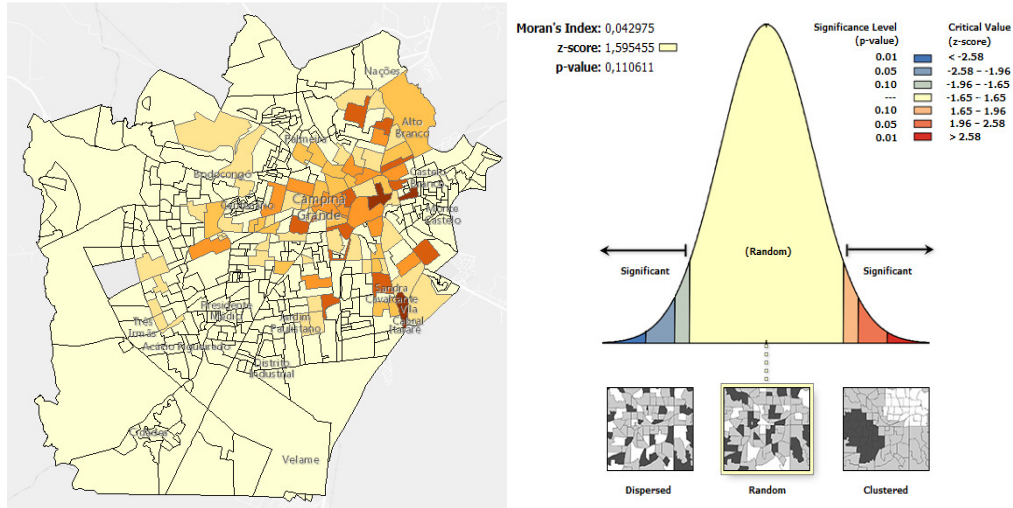 Nações
Alto
Branco
Palmeira
Castelo
Branco
Bodocongó
Centenário
Campina
Grande
Monte
Castelo
Sandra
Cavalcante
Vila
Cabral
Itararé
Presidente
Médici
Jardim
Paulistano
Três
Irmãs
Acácio Figueiredo
Distrito
Industrial
Velame
Moran's Index: 0,042975
z-score: 1,595455
p-value: 0,110611
Significance Level
(p-value)
Critical Value
(z-score)
0.01 < -2.58
0.05 -2.58 - -1.96
0.10 -1.96 - -1.65
--- -1.65 - 1.65
0.10 1.65 - 1.96
0.05 1.96 - 2.58
0.01 > 2.58
(Random)
Significant
Significant
Dispersed
Random
Clustered